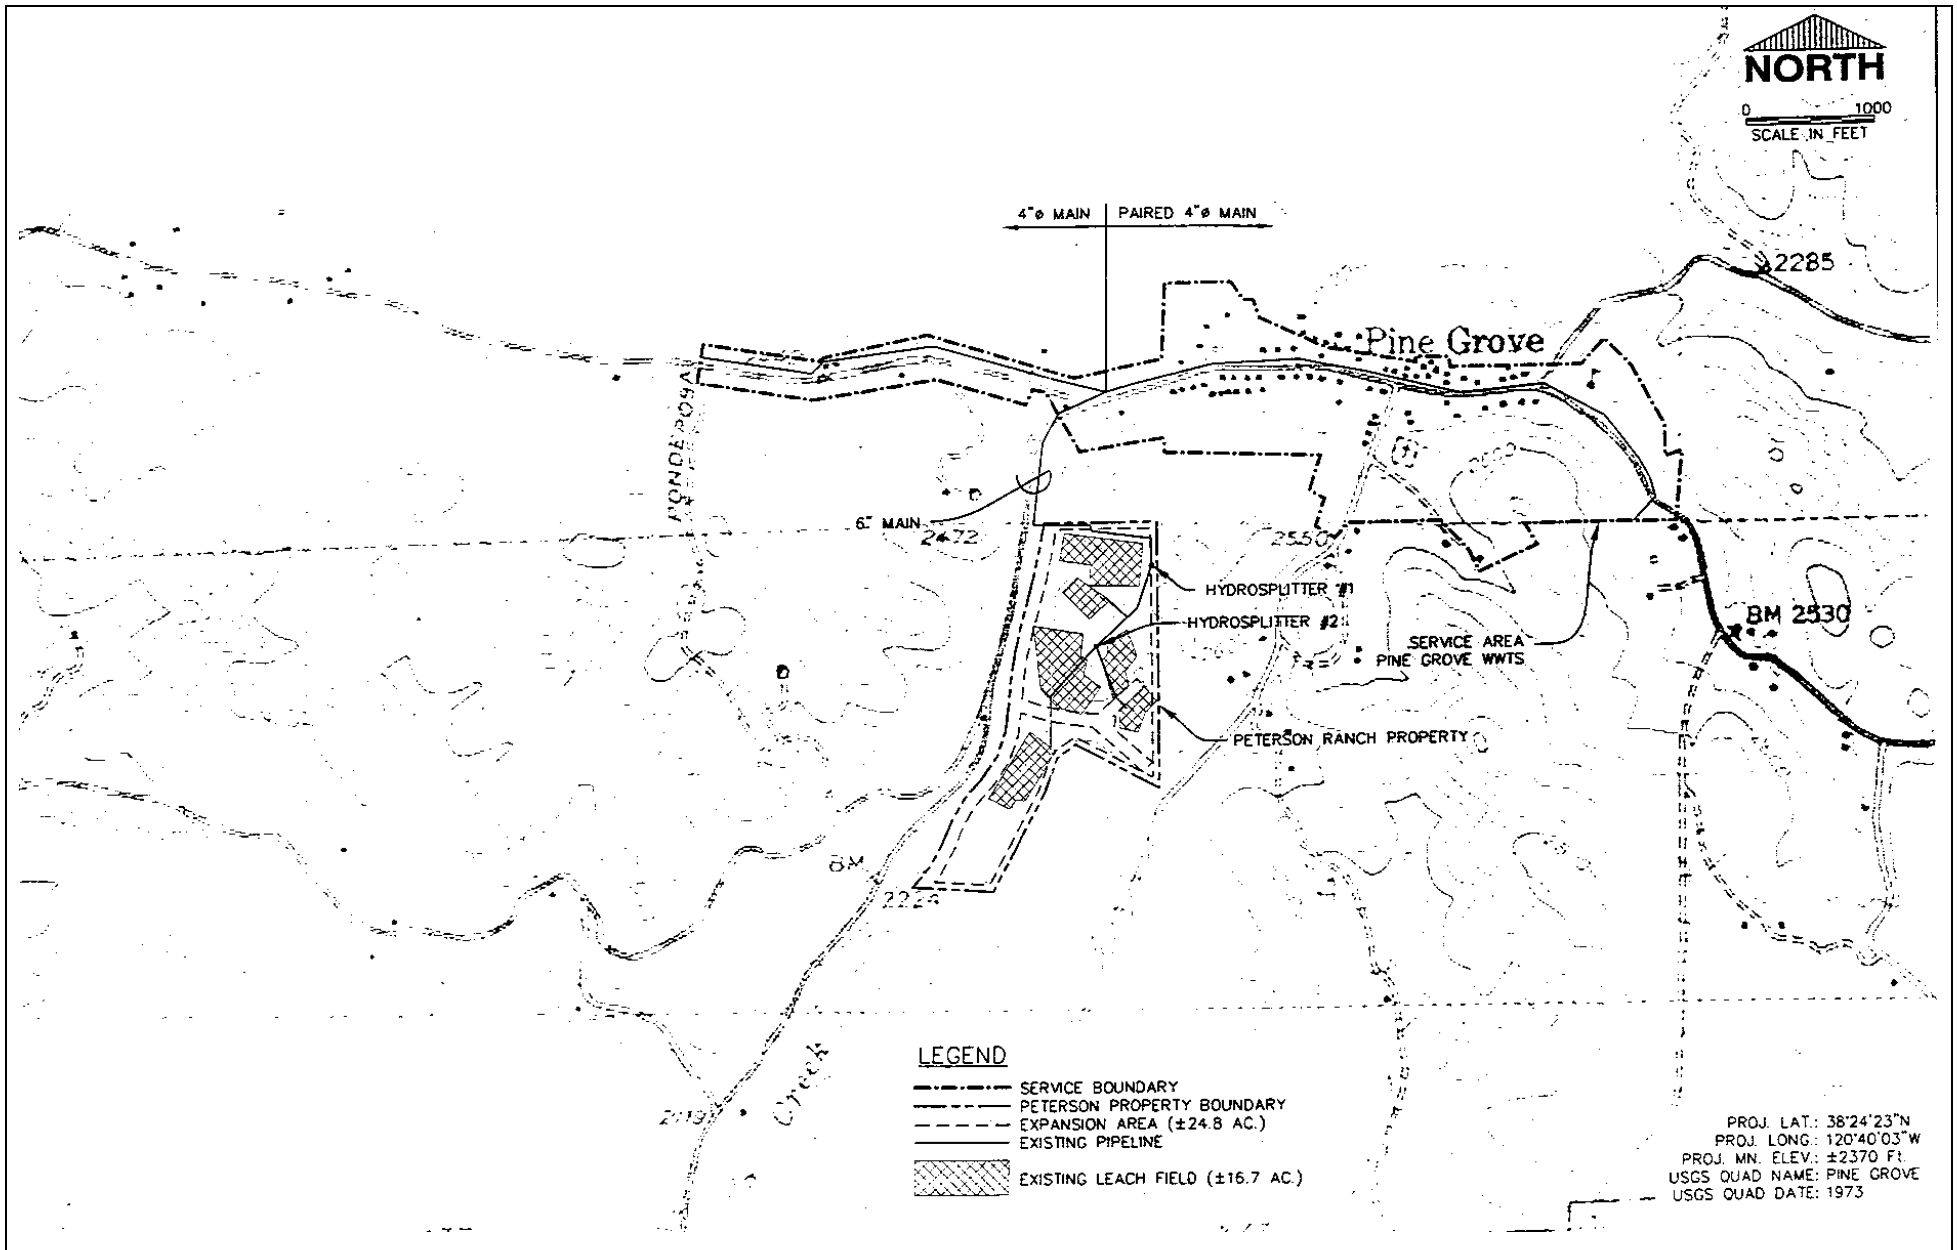 NORTH
0 1000
SCALE IN FEET
4"ø MAIN
PAIRED 4"ø MAIN
2285
Pine Grove
PONDEROSA
6" MAIN
2472
2550
HYDROSPLITTER #1
HYDROSPLITTER #2
SERVICE AREA
PINE GROVE WWTS
BM 2530
PETERSON RANCH PROPERTY
BM
2224
Creek
LEGEND
SERVICE BOUNDARY
PETERSON PROPERTY BOUNDARY
EXPANSION AREA (±24.8 AC.)
EXISTING PIPELINE
EXISTING LEACH FIELD (±16.7 AC.)
PROJ. LAT.: 38°24'23"N
PROJ. LONG.: 120°40'03"W
PROJ. MN. ELEV.: ±2370 Ft.
USGS QUAD NAME: PINE GROVE
USGS QUAD DATE: 1973